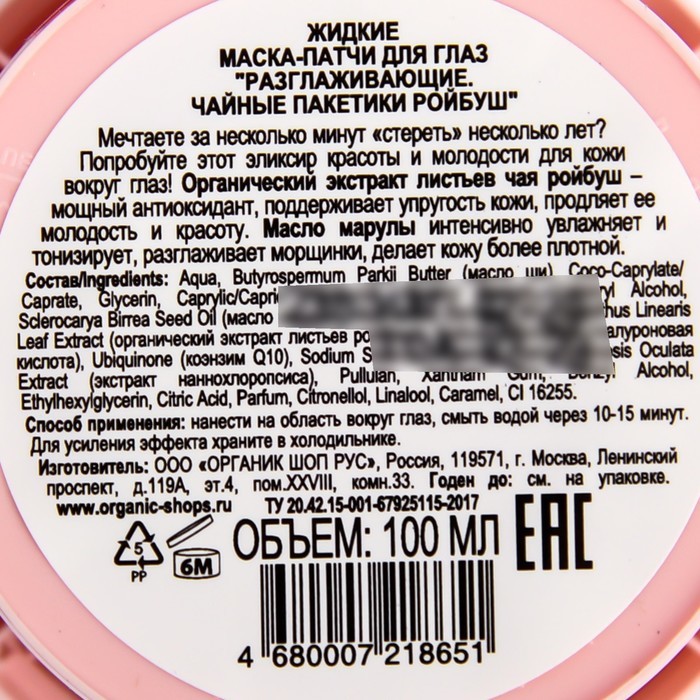 ЖИДКИЕ
МАСКА-ПАТЧИ ДЛЯ ГЛАЗ
"РАЗГЛАЖИВАЮЩИЕ.
ЧАЙНЫЕ ПАКЕТИКИ РОЙБУШ"
Мечтаете за несколько минут «стереть» несколько лет?
Попробуйте этот эликсир красоты и молодости для кожи
вокруг глаз! Органический экстракт листьев чая ройбуш –
мощный антиоксидант, поддерживает упругость кожи, продляет ее
молодость и красоту. Масло марулы интенсивно увлажняет и
тонизирует, разглаживает морщинки, делает кожу более плотной.
Состав/Ingredients: Aqua, Butyrospermum Parkii Butter (масло ши), Coco-Caprylate/
Caprate, Glycerin, Caprylic/ Alcohol,
Sclerocarya Birrea Seed Oil (масло Linearis
Leaf Extract (органический экстракт листьев
кислота), Ubiquinone (коэнзим Q10), Sodium Oculata
Extract (экстракт наннохлоропсиса), Pullulan, Xanthan Gum, Benzyl Alcohol,
Ethylhexylglycerin, Citric Acid, Parfum, Citronellol, Linalool, Caramel, CI 16255.
Способ применения: нанести на область вокруг глаз, смыть водой через 10-15 минут.
Для усиления эффекта храните в холодильнике.
Изготовитель: ООО «ОРГАНИК ШОП РУС», Россия, 119571, г. Москва, Ленинский
проспект, д.119А, эт.4, пом.XXVIII, комн.33. Годен до: см. на упаковке.
www.organic-shops.ru ТУ 20.42.15-001-67925115-2017
5
PP
6M
ОБЪЕМ: 100 МЛ
EAC
4 680007 218651